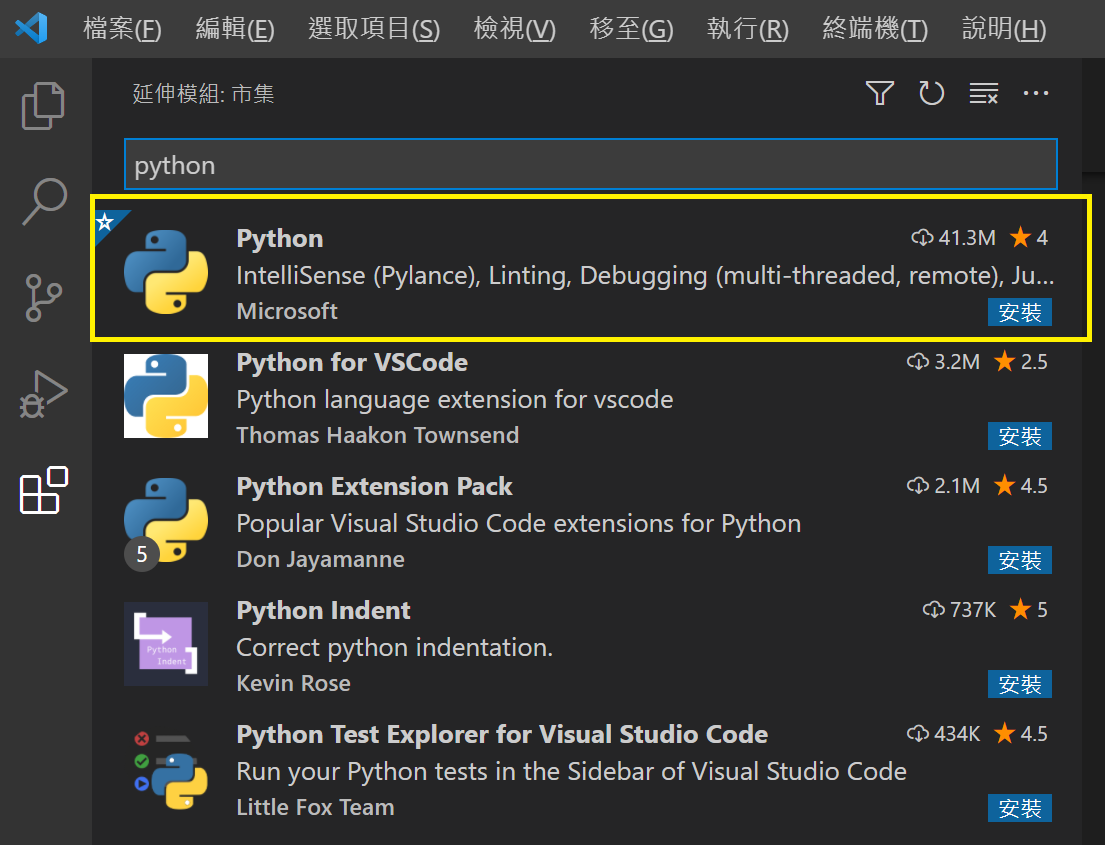 檔案(F) 編輯(E) 選取項目(S) 檢視(V) 移至(G) 執行(R) 終端機(T) 說明(H)
延伸模組: 市集
python
Python 41.3M 4
IntelliSense (Pylance), Linting, Debugging (multi-threaded, remote), Ju...
Microsoft 安裝
Python for VSCode 3.2M 2.5
Python language extension for vscode
Thomas Haakon Townsend 安裝
Python Extension Pack 2.1M 4.5
Popular Visual Studio Code extensions for Python
5 Don Jayamanne 安裝
Python Indent 737K 5
Correct python indentation.
Python
Indent
Kevin Rose 安裝
Python Test Explorer for Visual Studio Code 434K 4.5
Run your Python tests in the Sidebar of Visual Studio Code
Little Fox Team 安裝